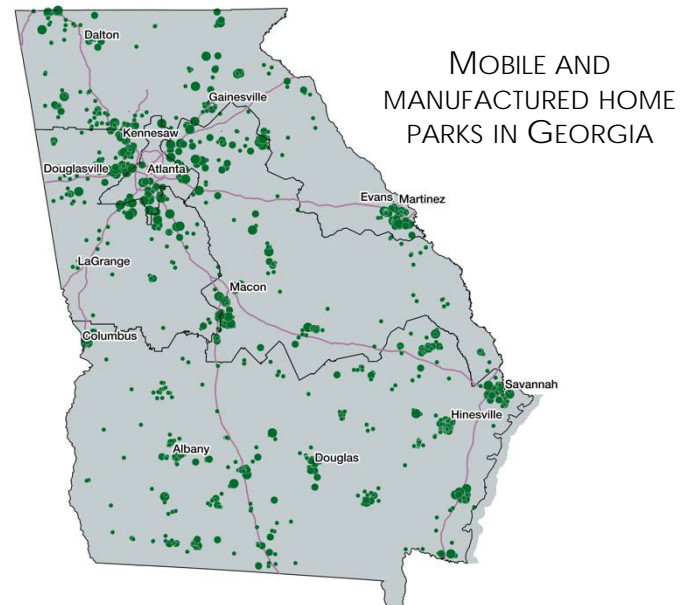 MOBILE AND
MANUFACTURED HOME
PARKS IN GEORGIA
Dalton
Gainesville
Kennesaw
Douglasville
Atlanta
Evans Martinez
LaGrange
Macon
Columbus
Savannah
Hinesville
Albany
Douglas